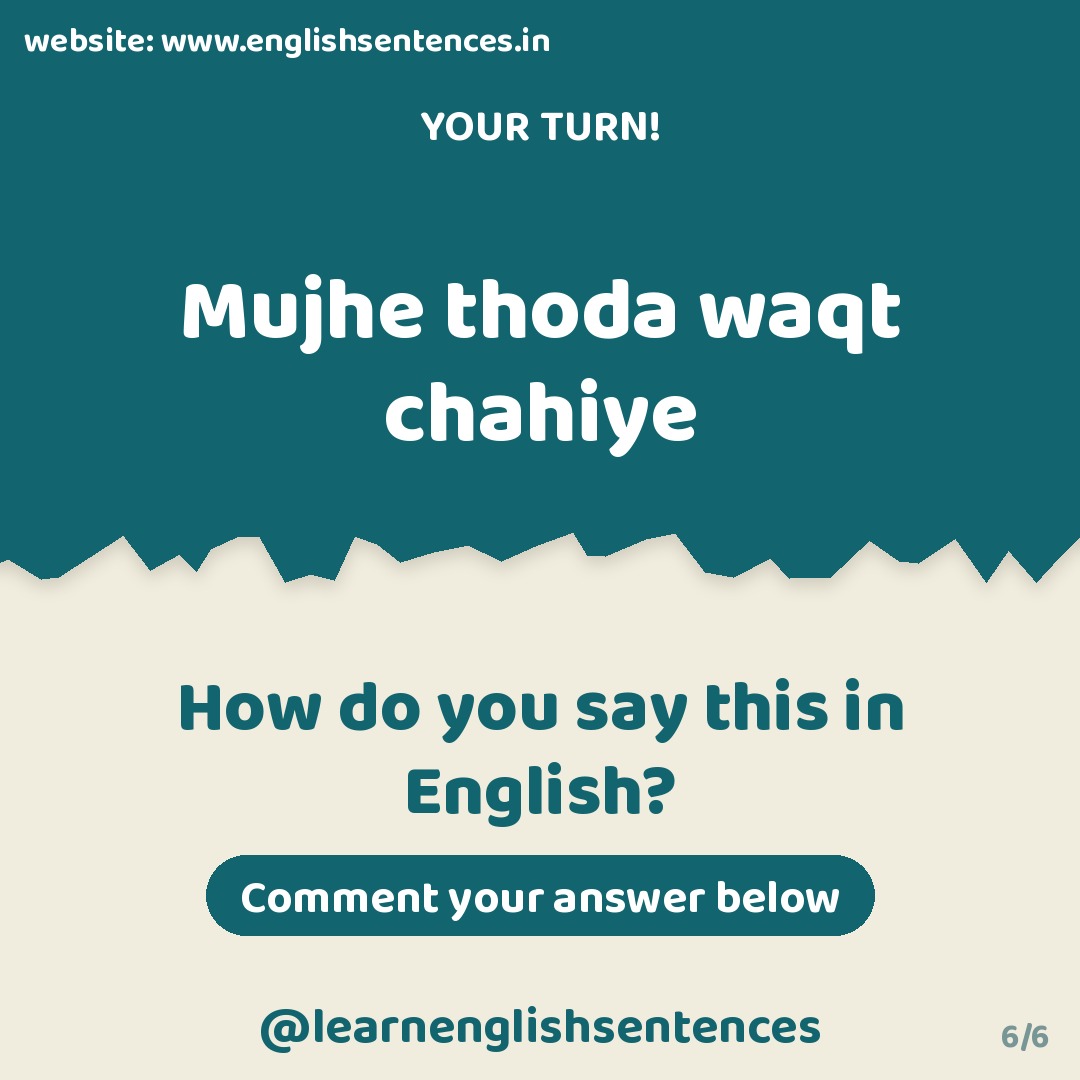 website: www.englishsentences.in
YOUR TURN!
Mujhe thoda waqt
chahiye
How do you say this in
English?
Comment your answer below
@learnenglishsentences
6/6